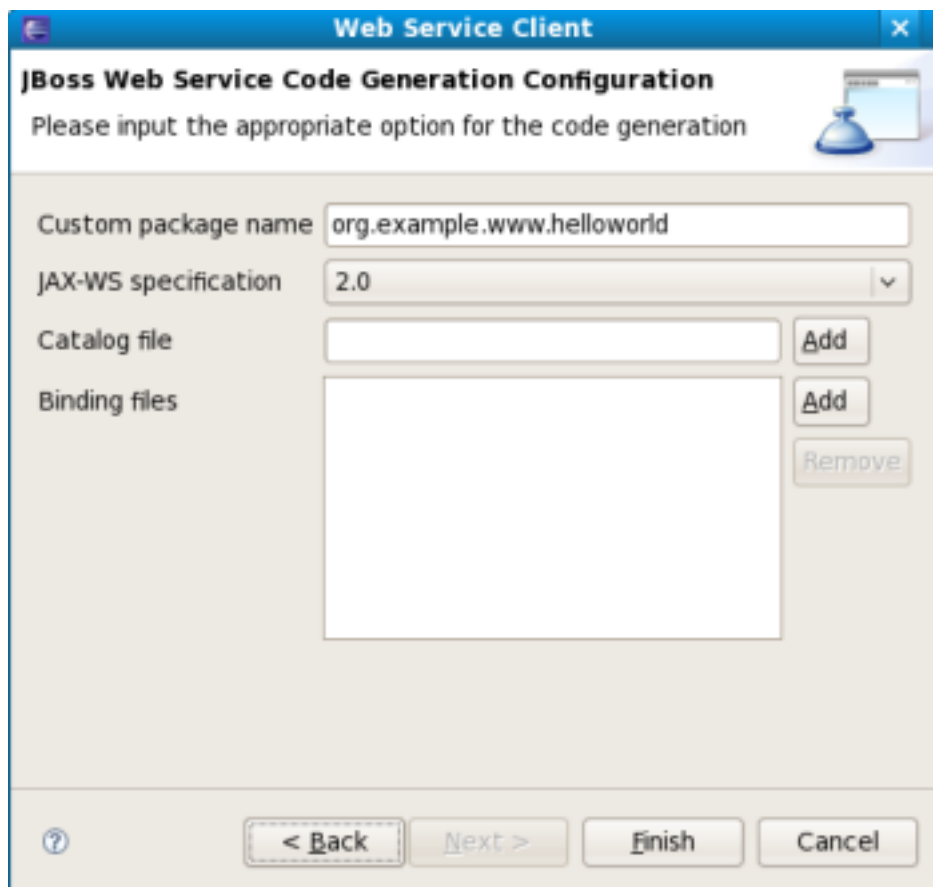 Web Service Client
JBoss Web Service Code Generation Configuration
Please input the appropriate option for the code generation
Custom package name org.example.www.helloworld
JAX-WS specification 2.0
Catalog file Add
Binding files Add
Remove
< Back Next > Finish Cancel